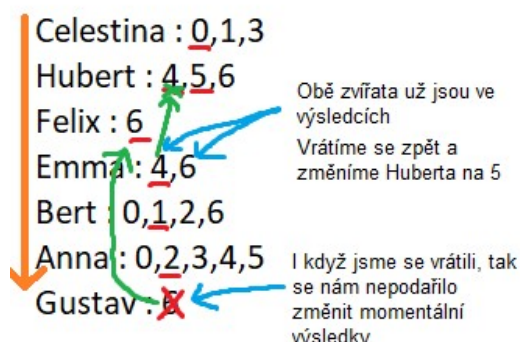 Celestina : 0,1,3
Hubert : 4,5,6
Felix : 6
Emma : 4,6
Bert : 0,1,2,6
Anna : 0,2,3,4,5
Gustav : 6
Obě zvířata už jsou ve
výsledcích
Vrátíme se zpět a
změníme Huberta na 5
I když jsme se vrátili, tak
se nám nepodařilo
změnit momentální
výsledky